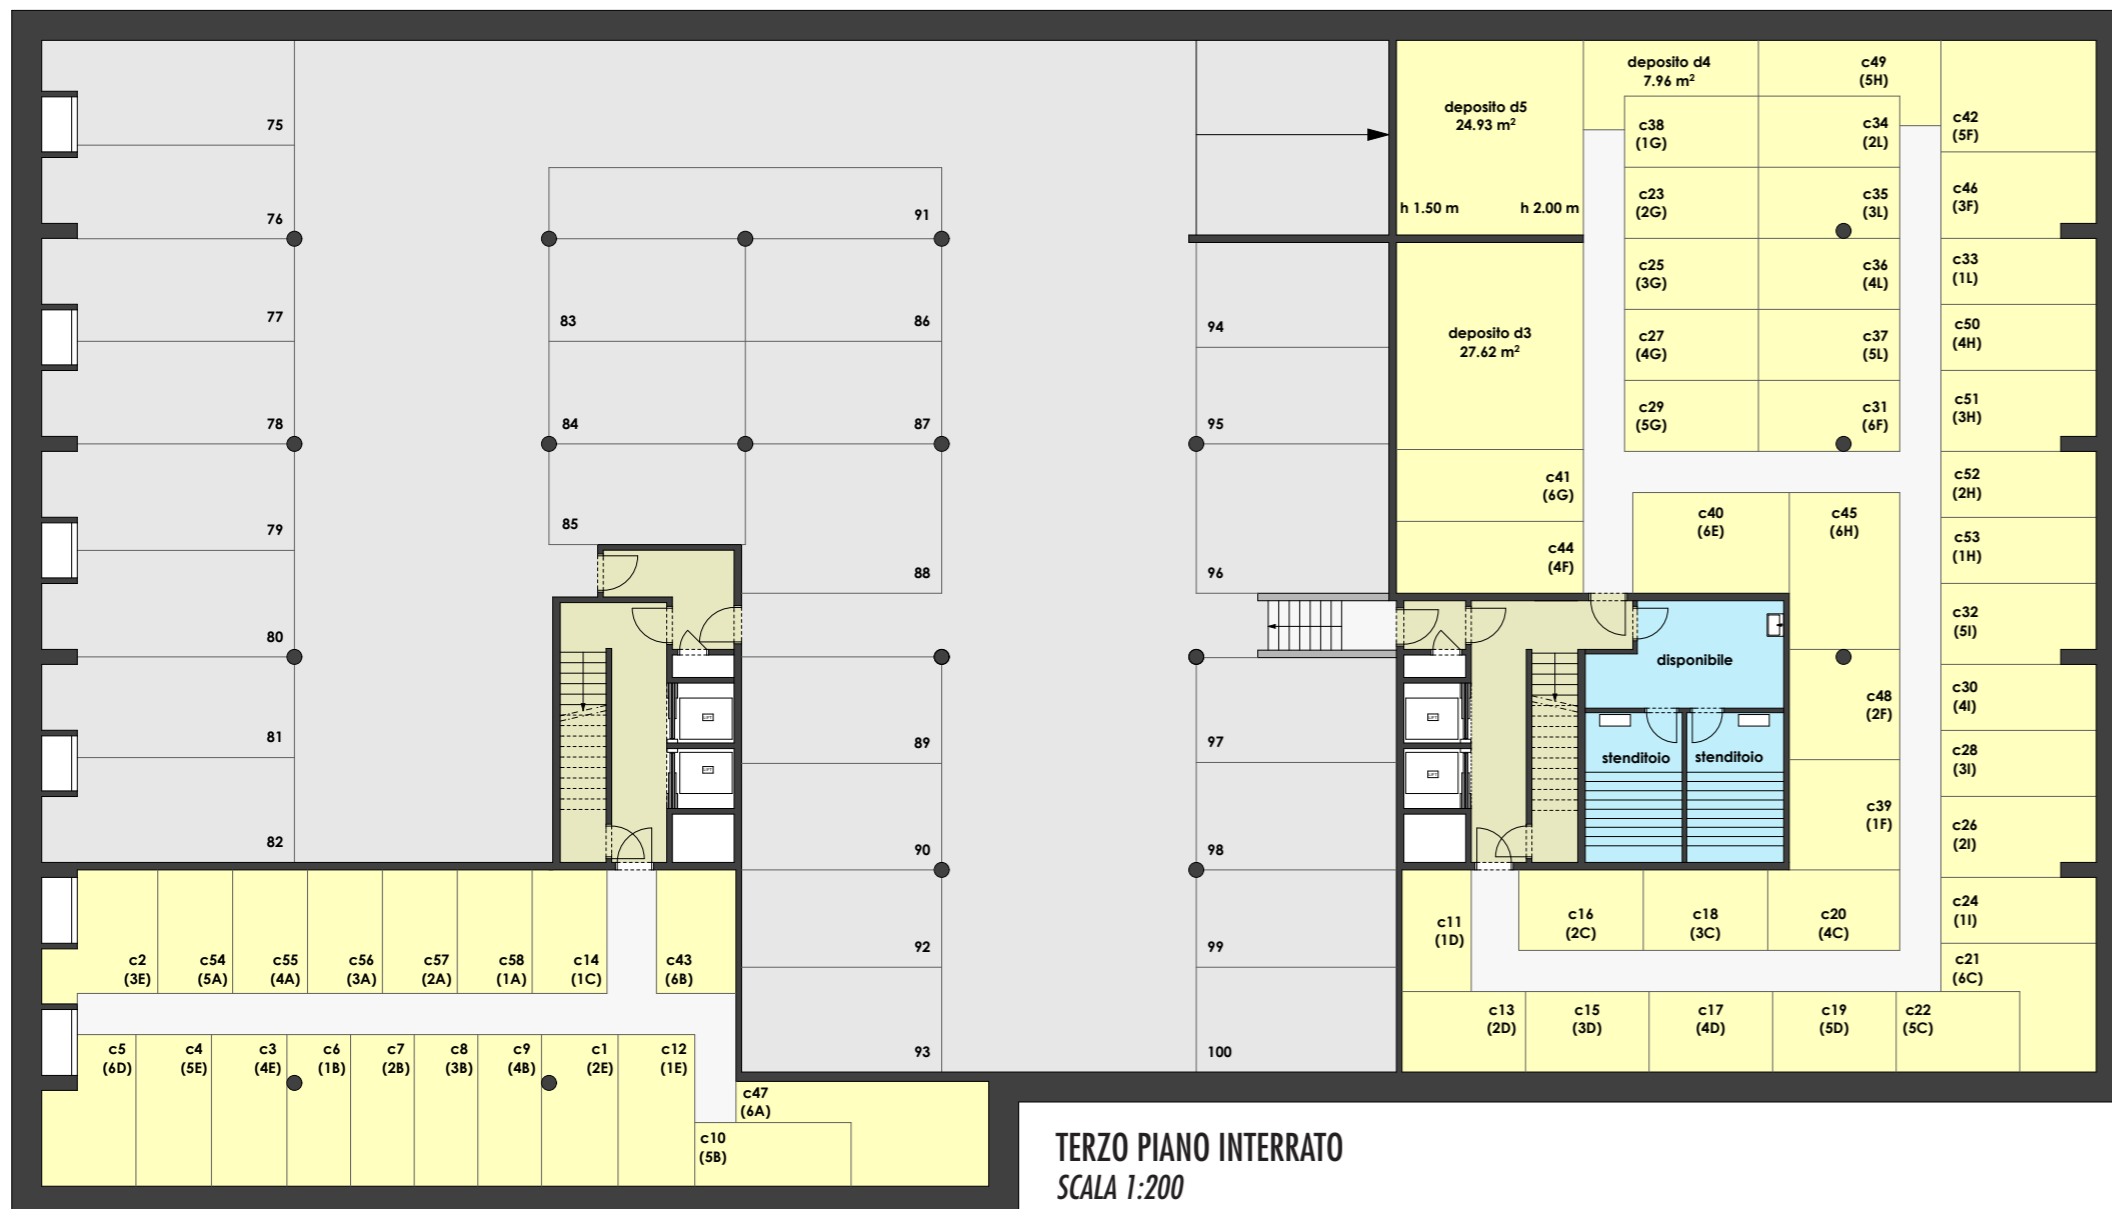 75
76
77
78
79
80
81
82
91
83
86
84
87
85
88
89
90
92
93
94
95
96
97
98
99
100
deposito d5
24.93 m²
h 1.50 m
h 2.00 m
deposito d4
7.96 m²
c49
(5H)
c42
(5F)
c38
(1G)
c34
(2L)
c46
(3F)
c23
(2G)
c35
(3L)
c33
(1L)
c25
(3G)
c36
(4L)
c50
(4H)
deposito d3
27.62 m²
c27
(4G)
c37
(5L)
c51
(3H)
c29
(5G)
c31
(6F)
c41
(6G)
c52
(2H)
c40
(6E)
c45
(6H)
c53
(1H)
c44
(4F)
c32
(5I)
disponibile
c48
(2F)
c30
(4I)
stenditoio
stenditoio
c28
(3I)
c39
(1F)
c26
(2I)
LIFT
LIFT
LIFT
LIFT
c11
(1D)
c16
(2C)
c18
(3C)
c20
(4C)
c24
(1I)
c21
(6C)
c13
(2D)
c15
(3D)
c17
(4D)
c19
(5D)
c22
(5C)
c2
(3E)
c54
(5A)
c55
(4A)
c56
(3A)
c57
(2A)
c58
(1A)
c14
(1C)
c43
(6B)
c5
(6D)
c4
(5E)
c3
(4E)
c6
(1B)
c7
(2B)
c8
(3B)
c9
(4B)
c1
(2E)
c12
(1E)
c47
(6A)
c10
(5B)
TERZO PIANO INTERRATO
SCALA 1:200